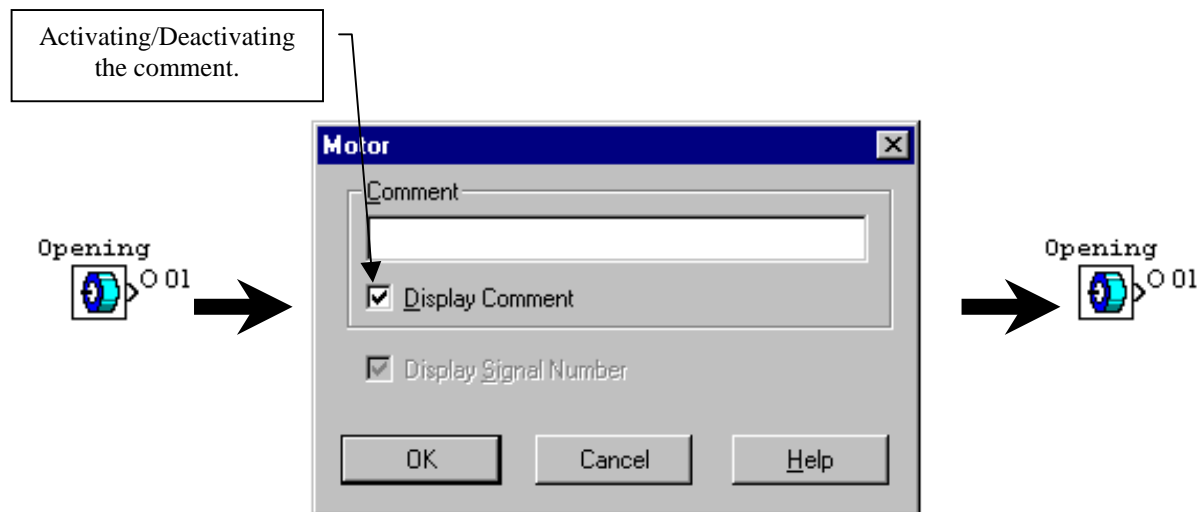 Activating/Deactivating
the comment.
Motor
Comment
Opening
O 01
Display Comment
Opening
O 01
Display Signal Number
OK
Cancel
Help